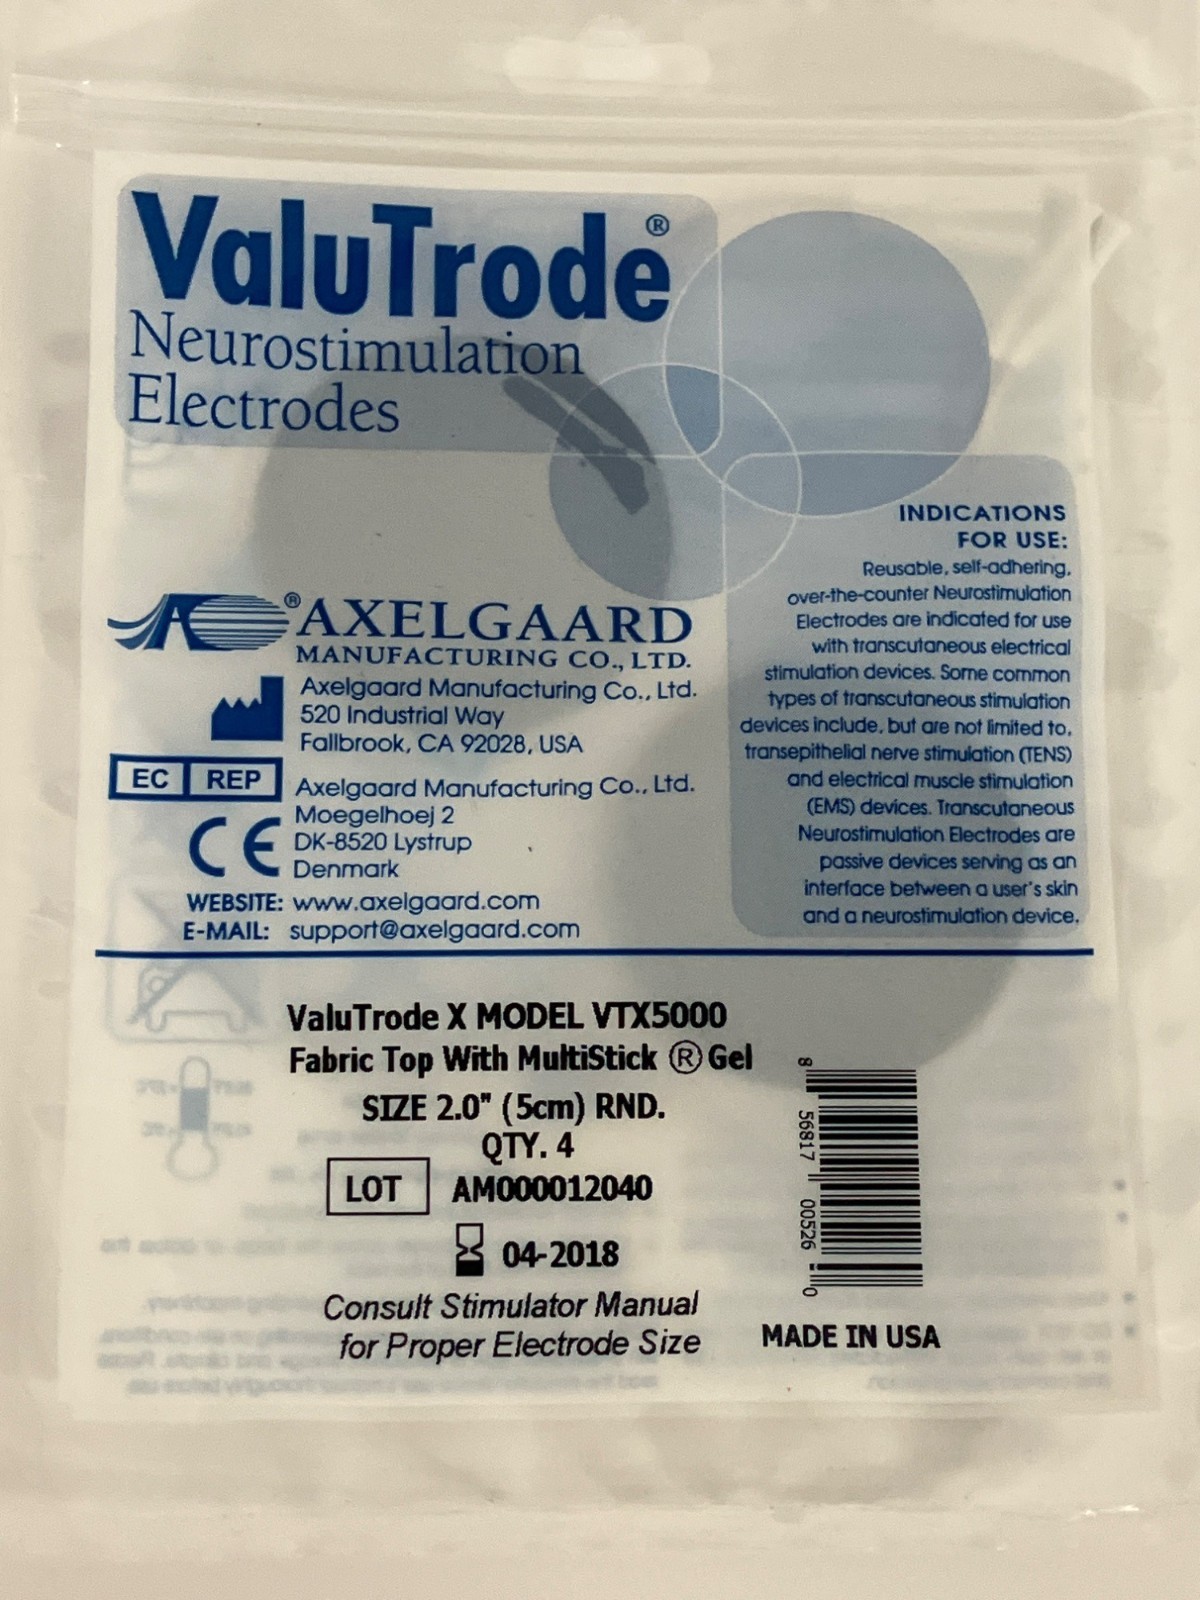 ValuTrode®
Neurostimulation
Electrodes
INDICATIONS
FOR USE:
Reusable, self-adhering,
over-the-counter Neurostimulation
Electrodes are indicated for use
with transcutaneous electrical
stimulation devices. Some common
types of transcutaneous stimulation
devices include, but are not limited to,
transepithelial nerve stimulation (TENS)
and electrical muscle stimulation
(EMS) devices. Transcutaneous
Neurostimulation Electrodes are
passive devices serving as an
interface between a user's skin
and a neurostimulation device.
®AXELGAARD
MANUFACTURING CO., LTD.
Axelgaard Manufacturing Co., Ltd.
520 Industrial Way
Fallbrook, CA 92028, USA
EC REP
Axelgaard Manufacturing Co., Ltd.
Moegelhoej 2
DK-8520 Lystrup
Denmark
CE
WEBSITE: www.axelgaard.com
E-MAIL: support@axelgaard.com
ValuTrode X MODEL VTX5000
Fabric Top With MultiStick ® Gel
SIZE 2.0" (5cm) RND.
QTY. 4
LOT AM000012040
04-2018
Consult Stimulator Manual
for Proper Electrode Size
8 56817 00526 0
MADE IN USA